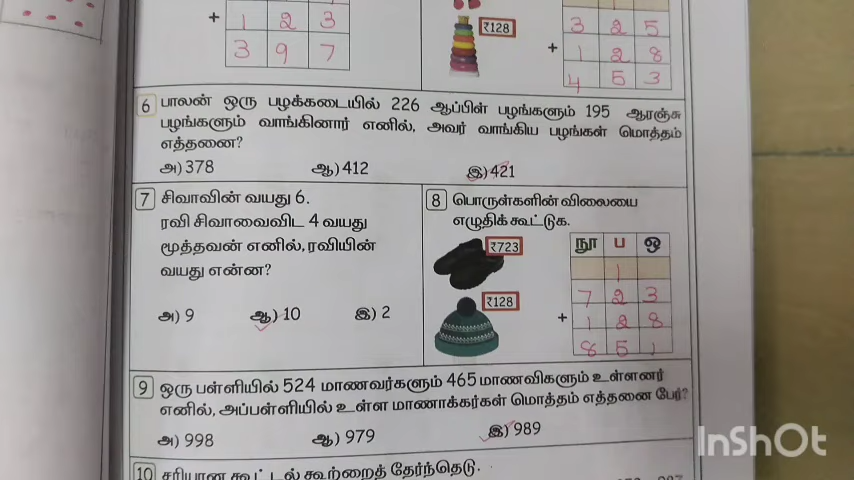 + 1 2 3
3 9 7
₹128
3 2 5
+ 1 2 8
4 5 3
6 பாலன் ஒரு பழக்கடையில் 226 ஆப்பிள் பழங்களும் 195 ஆரஞ்சு
பழங்களும் வாங்கினார் எனில், அவர் வாங்கிய பழங்கள் மொத்தம்
எத்தனை?
அ) 378 ஆ) 412 இ) 421
7 சிவாவின் வயது 6.
ரவி சிவாவைவிட 4 வயது
மூத்தவன் எனில், ரவியின்
வயது என்ன?
அ) 9 ஆ) 10 இ) 2
8 பொருள்களின் விலையை
எழுதிக் கூட்டுக.
₹723
₹128
நூ ப ஒ
1
7 2 3
+ 1 2 8
8 5 1
9 ஒரு பள்ளியில் 524 மாணவர்களும் 465 மாணவிகளும் உள்ளனர்
எனில், அப்பள்ளியில் உள்ள மாணாக்கர்கள் மொத்தம் எத்தனை பேர்?
அ) 998 ஆ) 979 இ) 989
10 சரியான கூட்டல் கூற்றைத் தேர்ந்தெடு.
InShOt